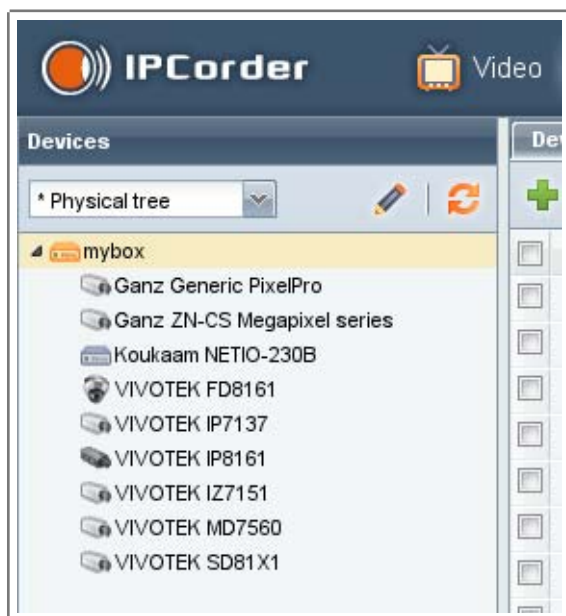 IPCorder
Video
Devices
De
* Physical tree
mybox
Ganz Generic PixelPro
Ganz ZN-CS Megapixel series
Koukaam NETIO-230B
VIVOTEK FD8161
VIVOTEK IP7137
VIVOTEK IP8161
VIVOTEK IZ7151
VIVOTEK MD7560
VIVOTEK SD81X1